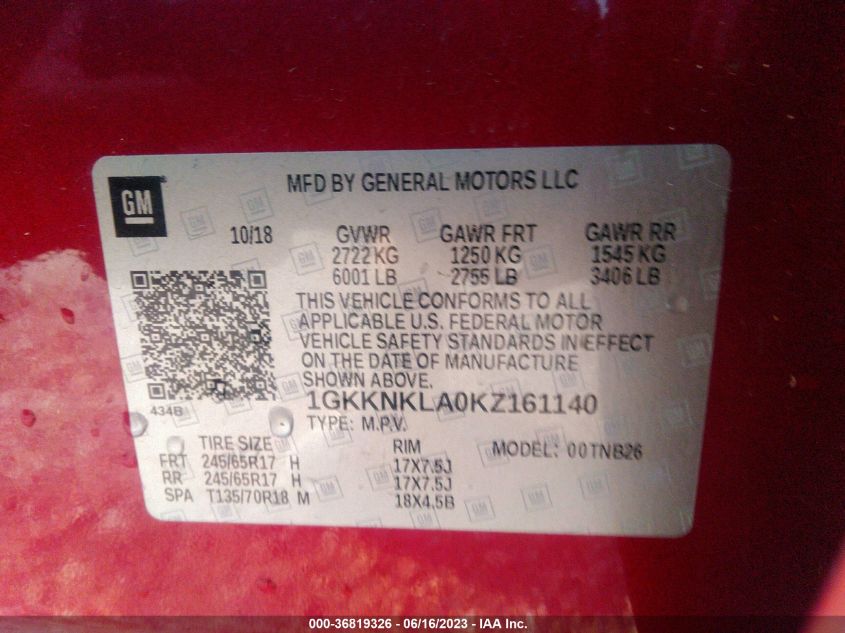 GM
MFD BY GENERAL MOTORS LLC
10/18 GVWR GAWR FRT GAWR RR
2722 KG 1250 KG 1545 KG
6001 LB 2755 LB 3406 LB
THIS VEHICLE CONFORMS TO ALL
APPLICABLE U.S. FEDERAL MOTOR
VEHICLE SAFETY STANDARDS IN EFFECT
ON THE DATE OF MANUFACTURE
SHOWN ABOVE.
434B
1GKKNKLA0KZ161140
TYPE: M.P.V.
TIRE SIZE RIM MODEL: 00TNB26
FRT 245/65R17 H 17X7.5J
RR 245/65R17 H 17X7.5J
SPA T135/70R18 M 18X4.5B
000-36819326 - 06/16/2023 - IAA Inc.